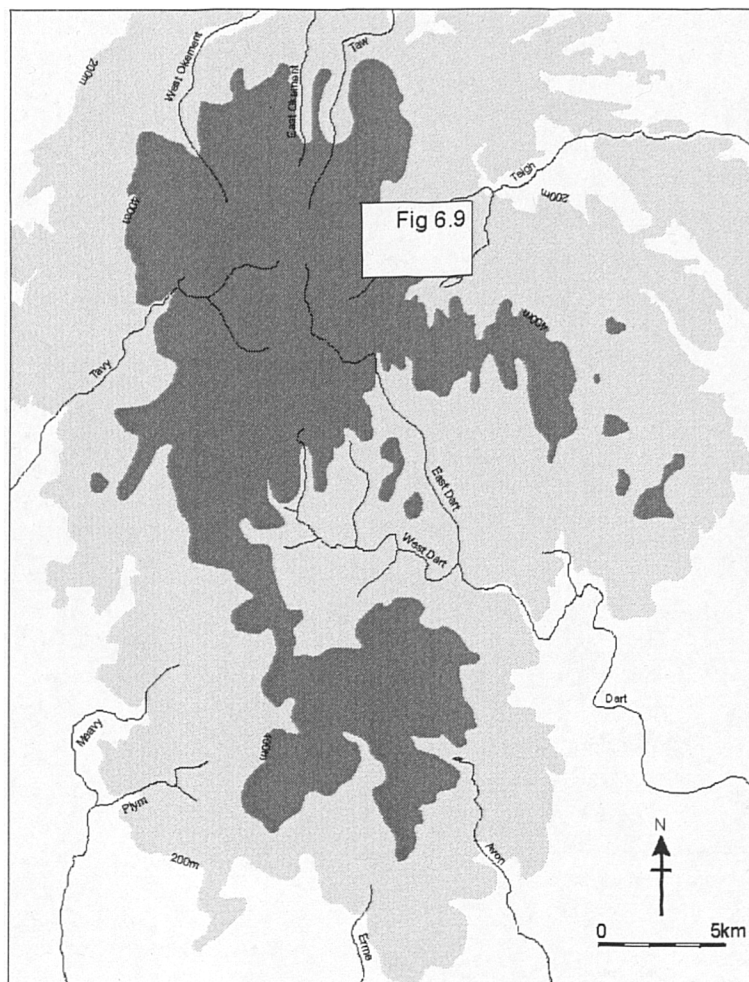 200m
West Okement
East Okement
Taw
Teign
200m
400m
Fig 6.9
400m
Tavy
East Dart
West Dart
Dart
Meavy
400m
Plym
200m
Avon
Erme
N
0 5km